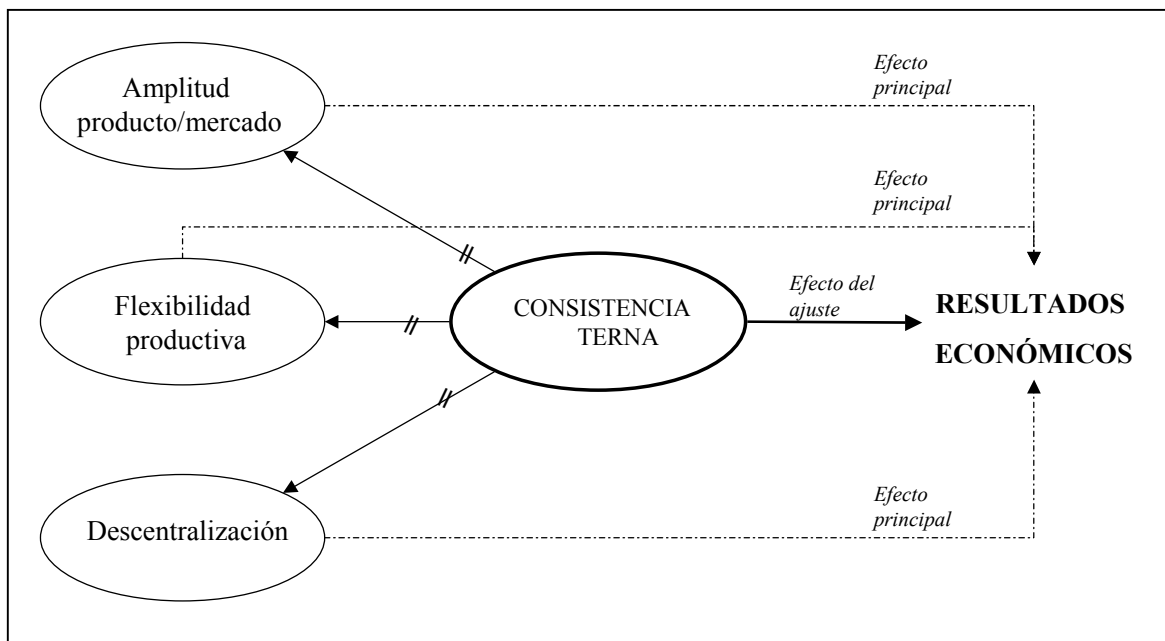 Amplitud
producto/mercado
Efecto
principal
Efecto
principal
Flexibilidad
productiva
CONSISTENCIA
TERNA
Efecto del
ajuste
RESULTADOS
ECONÓMICOS
Descentralización
Efecto
principal